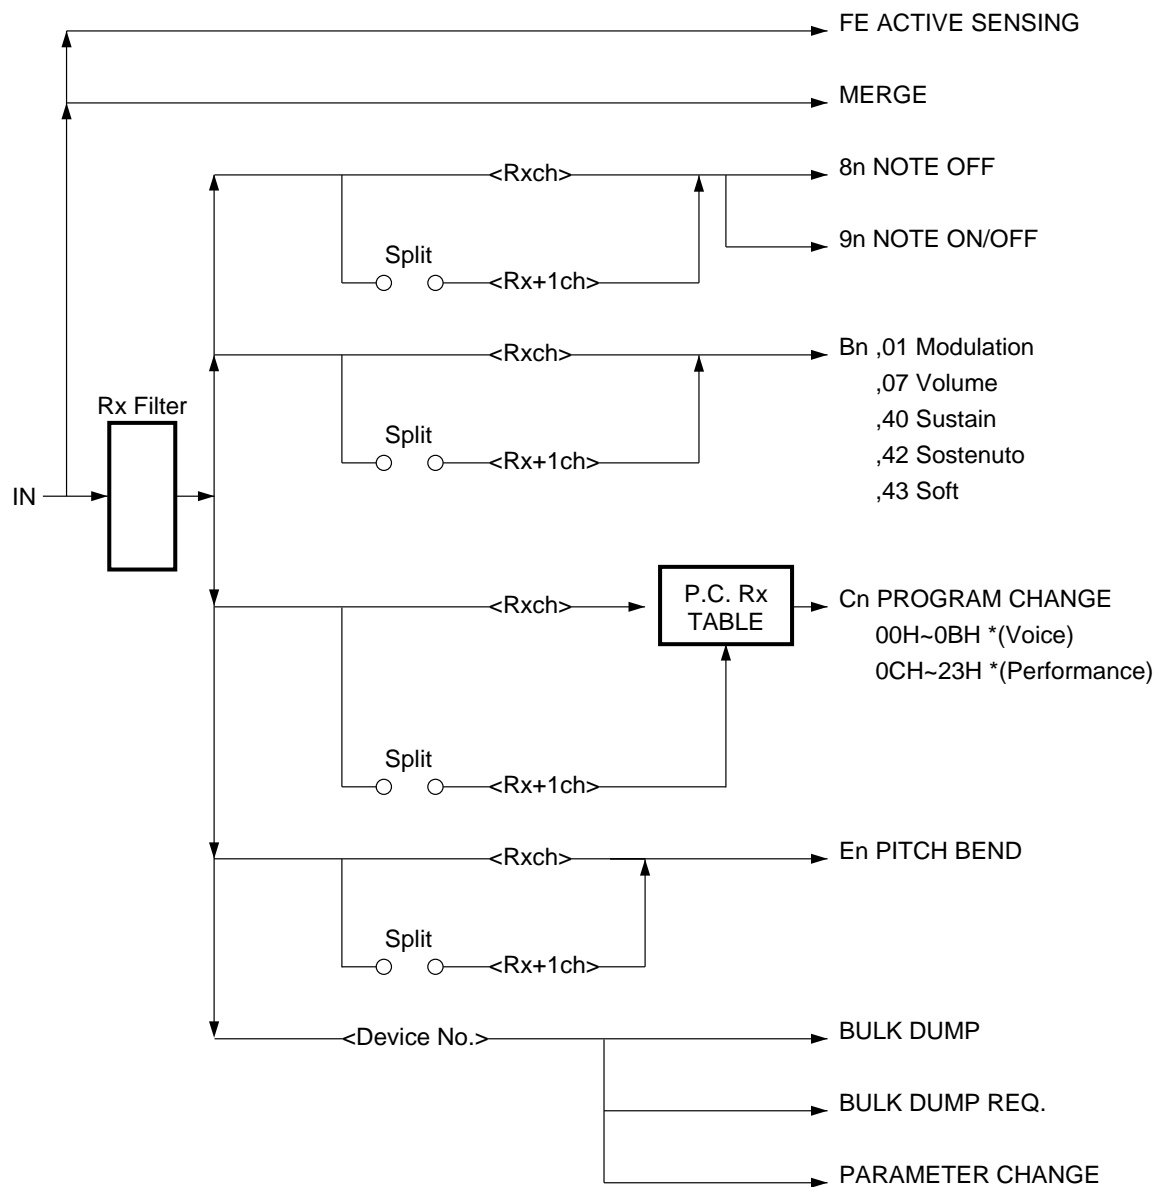 FE ACTIVE SENSING
MERGE
<Rxch>
8n NOTE OFF
9n NOTE ON/OFF
Split
<Rx+1ch>
<Rxch>
Bn ,01 Modulation
,07 Volume
,40 Sustain
,42 Sostenuto
,43 Soft
Split
<Rx+1ch>
Rx Filter
IN
<Rxch>
P.C. Rx
TABLE
Cn PROGRAM CHANGE
00H~0BH *(Voice)
0CH~23H *(Performance)
Split
<Rx+1ch>
<Rxch>
En PITCH BEND
Split
<Rx+1ch>
<Device No.>
BULK DUMP
BULK DUMP REQ.
PARAMETER CHANGE